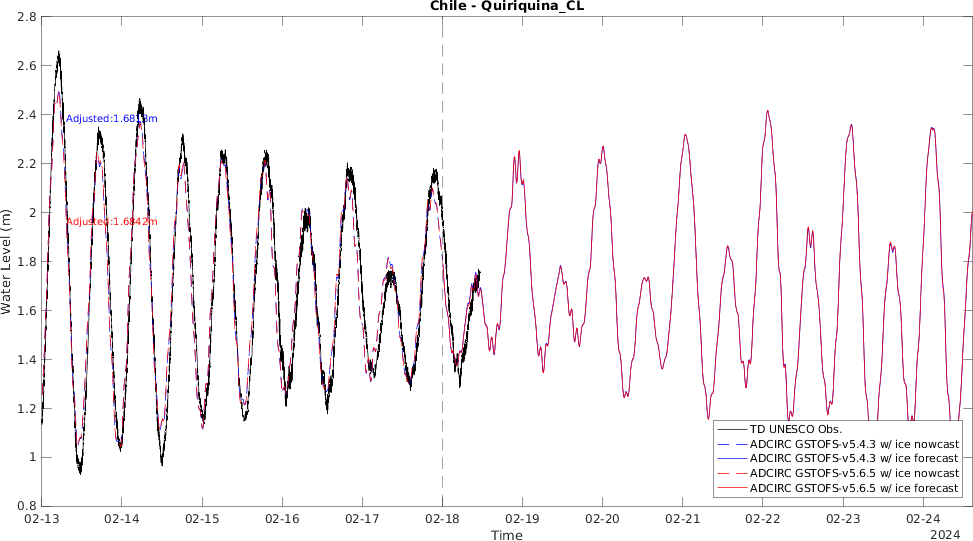 Chile - Quiriquina_CL
Water Level (m)
2.8
2.6
2.4
2.2
2
1.8
1.6
1.4
1.2
1
0.8
Adjusted:1.6842m
TD UNESCO Obs.
ADCIRC GSTOFS-v5.4.3 w/ ice nowcast
ADCIRC GSTOFS-v5.4.3 w/ ice forecast
ADCIRC GSTOFS-v5.6.5 w/ ice nowcast
ADCIRC GSTOFS-v5.6.5 w/ ice forecast
02-13 02-14 02-15 02-16 02-17 02-18 02-19 02-20 02-21 02-22 02-23 02-24
Time
2024